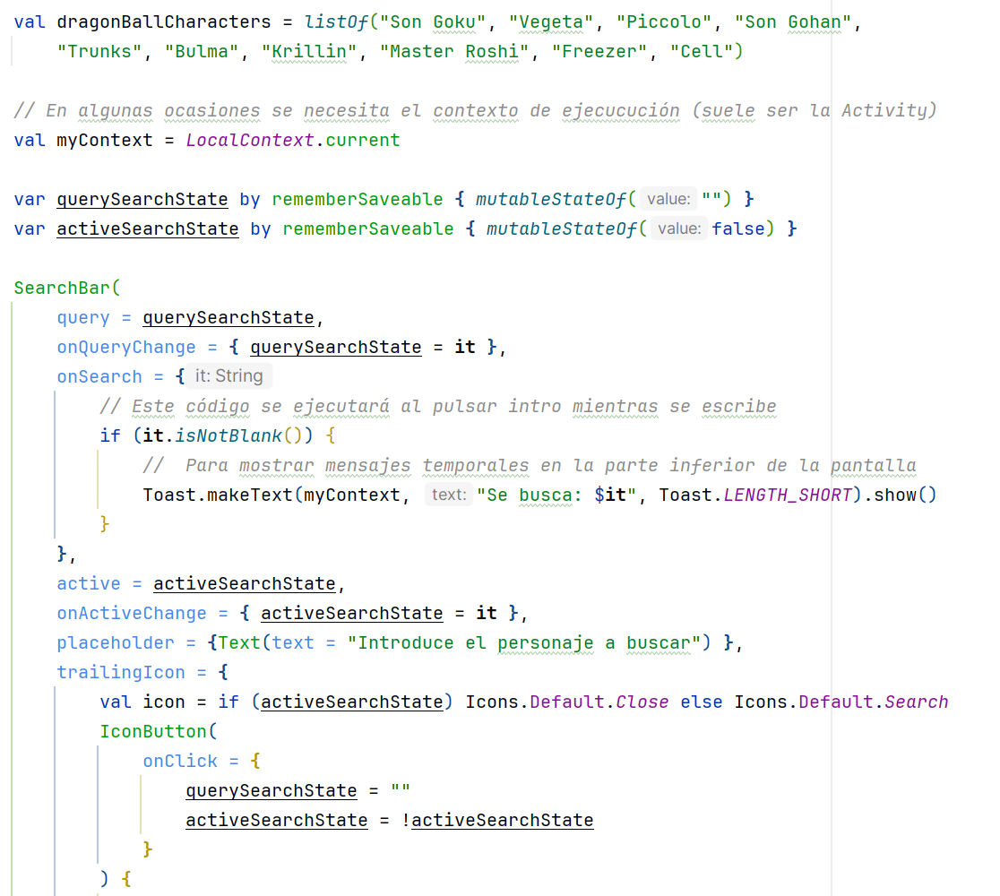 val dragonBallCharacters = listOf("Son Goku", "Vegeta", "Piccolo", "Son Gohan",
    "Trunks", "Bulma", "Krillin", "Master Roshi", "Freezer", "Cell")

// En algunas ocasiones se necesita el contexto de ejecucución (suele ser la Activity)
val myContext = LocalContext.current

var querySearchState by rememberSaveable { mutableStateOf( value: "") }
var activeSearchState by rememberSaveable { mutableStateOf( value: false) }

SearchBar(
    query = querySearchState,
    onQueryChange = { querySearchState = it },
    onSearch = { it: String
        // Este código se ejecutará al pulsar intro mientras se escribe
        if (it.isNotBlank()) {
            //  Para mostrar mensajes temporales en la parte inferior de la pantalla
            Toast.makeText(myContext, text: "Se busca: $it", Toast.LENGTH_SHORT).show()
        }
    },
    active = activeSearchState,
    onActiveChange = { activeSearchState = it },
    placeholder = {Text(text = "Introduce el personaje a buscar") },
    trailingIcon = {
        val icon = if (activeSearchState) Icons.Default.Close else Icons.Default.Search
        IconButton(
            onClick = {
                querySearchState = ""
                activeSearchState = !activeSearchState
            }
        ) {